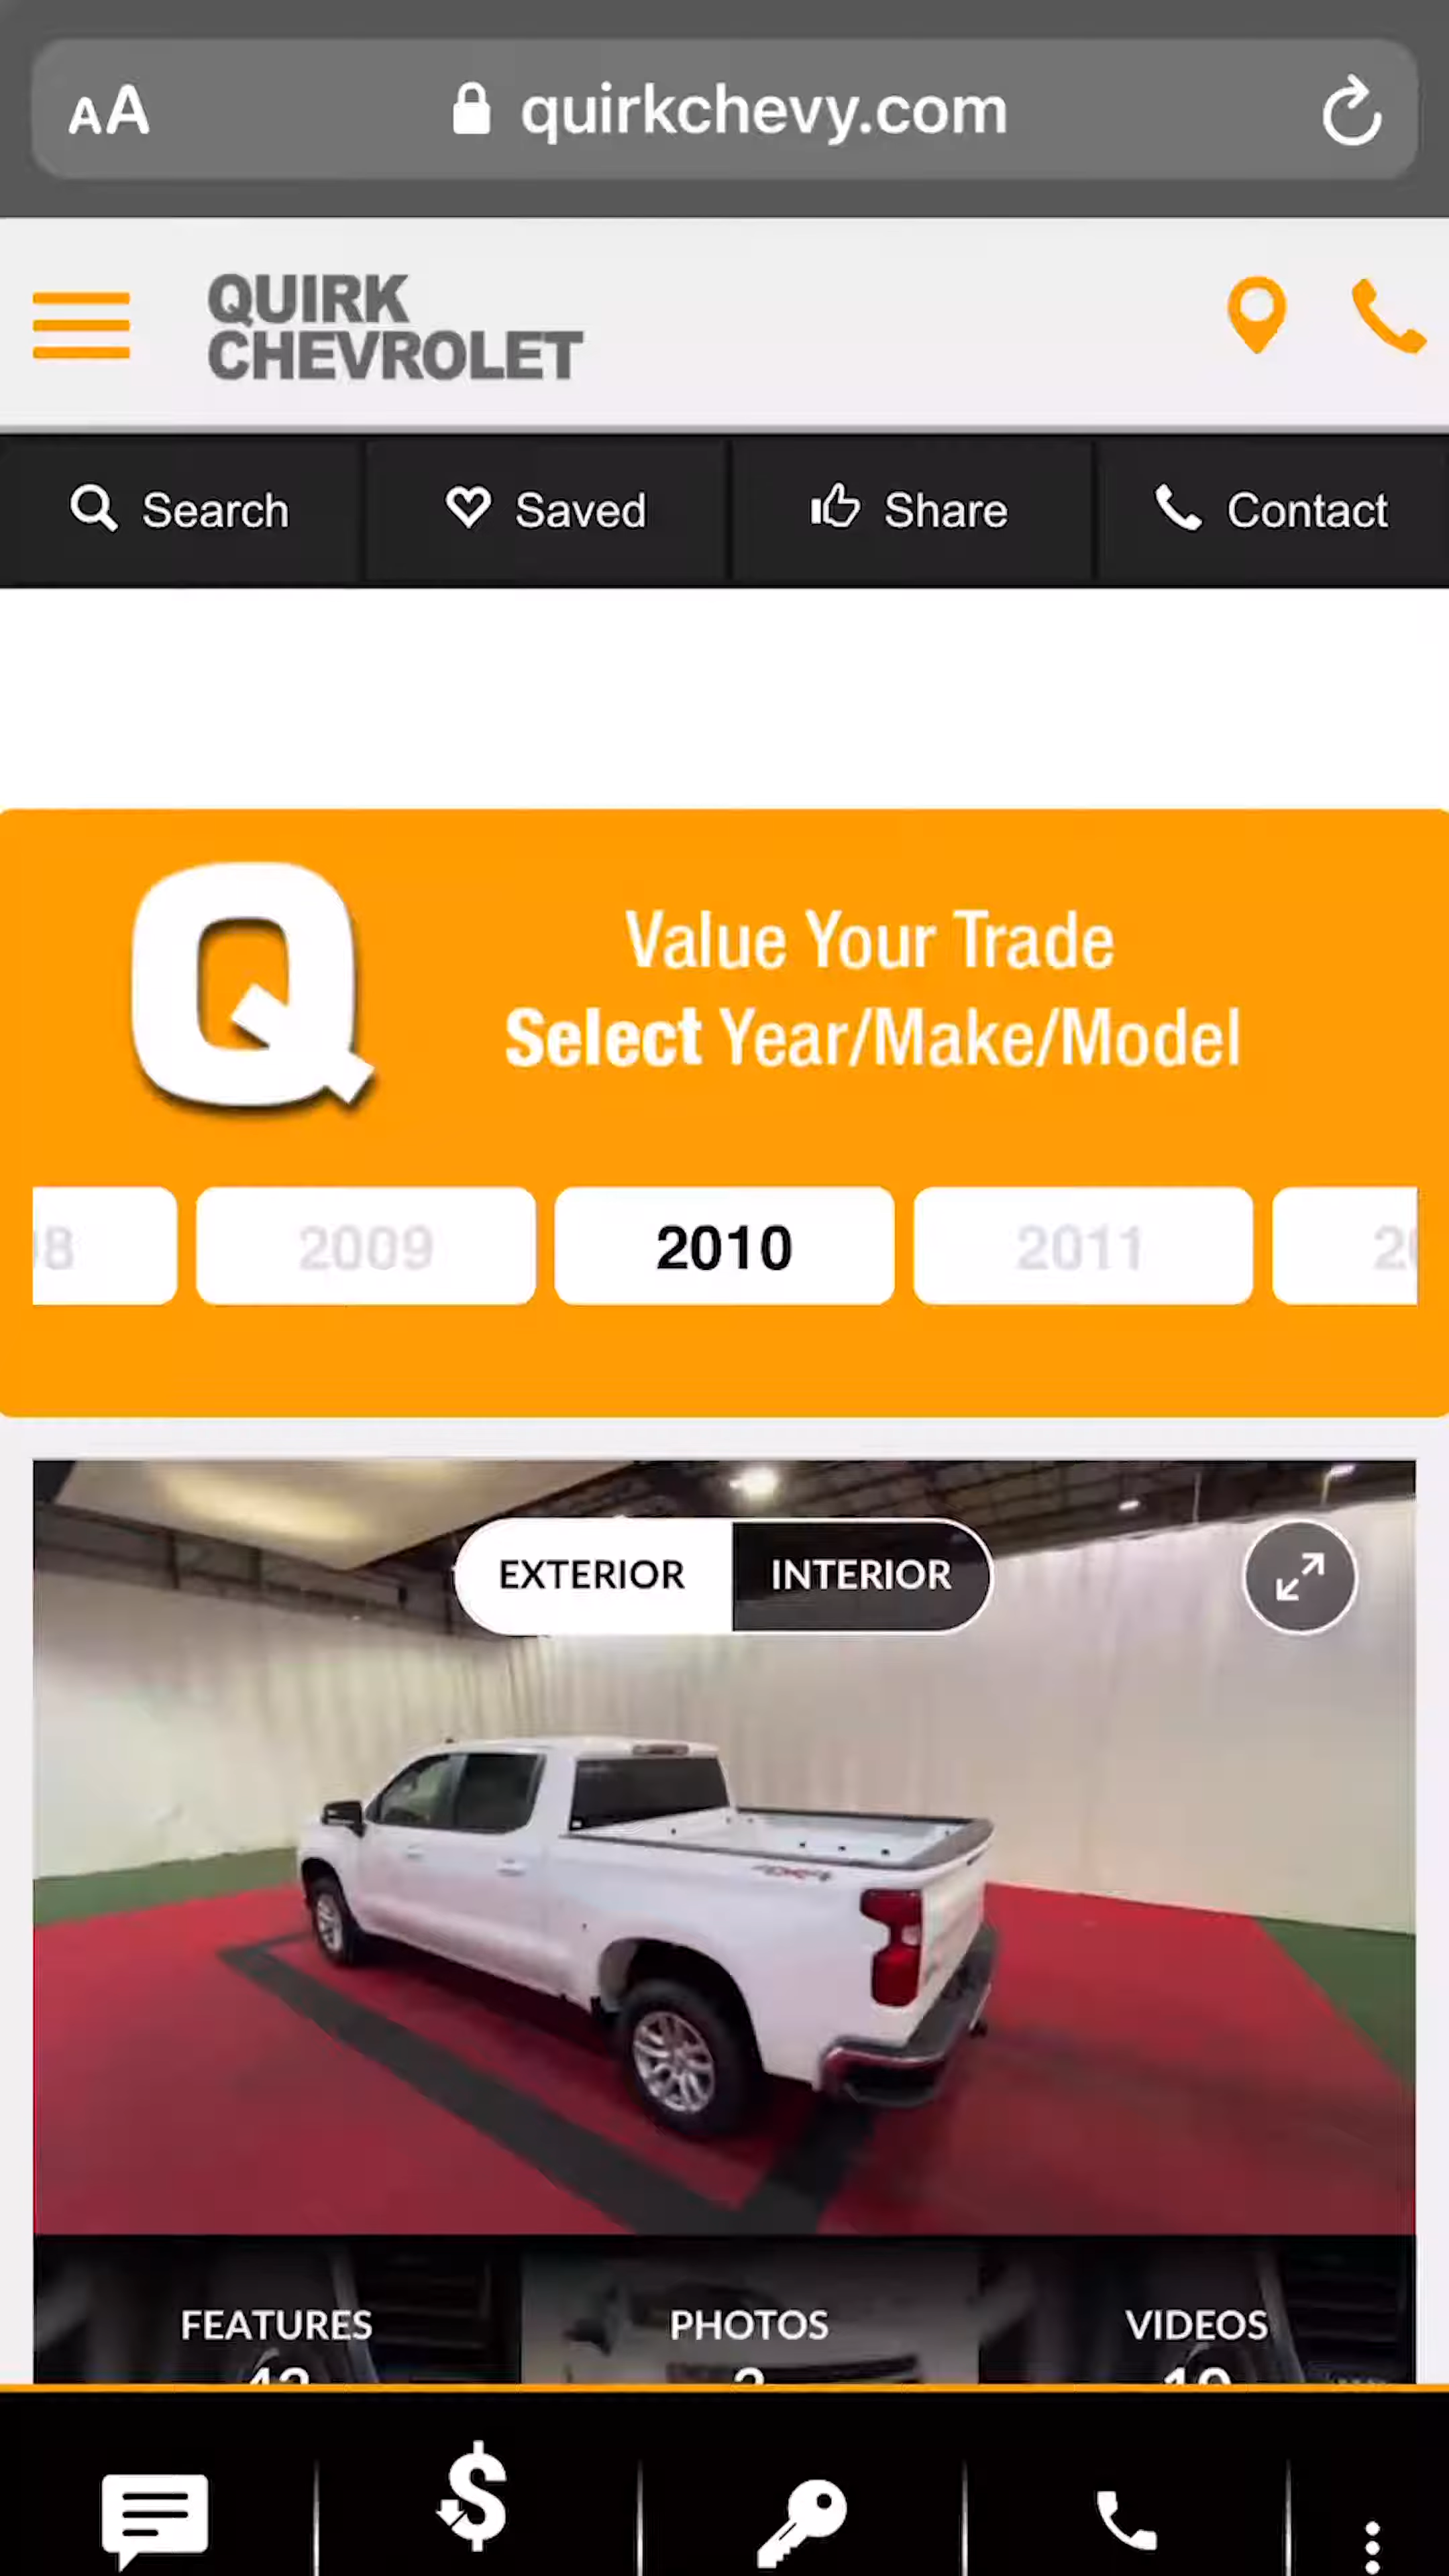 AA quirkchevy.com
QUIRK
CHEVROLET
Search Saved Share Contact
Q
Value Your Trade
Select Year/Make/Model
2009 2010 2011
EXTERIOR INTERIOR
FEATURES PHOTOS VIDEOS